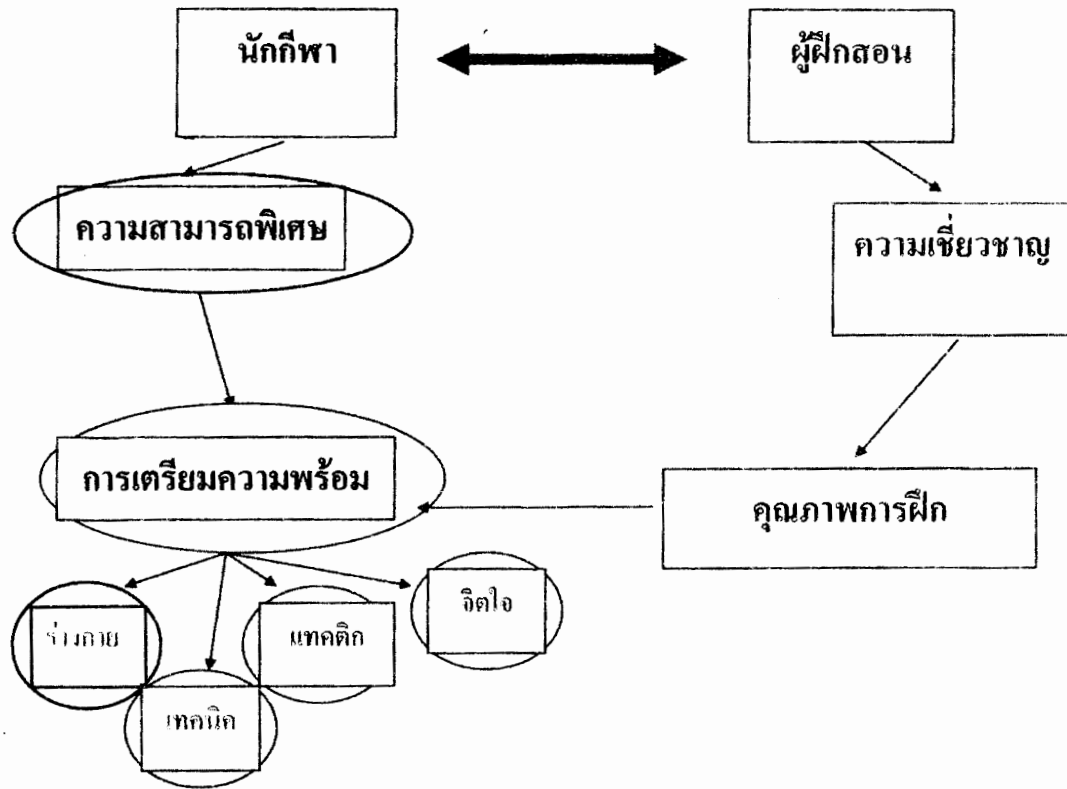 นักกีฬา
ผู้ฝึกสอน
ความสามารถพิเศษ
ความเชี่ยวชาญ
การเตรียมความพร้อม
คุณภาพการฝึก
จิตใจ
ร่างกาย
แทคติก
เทคนิค